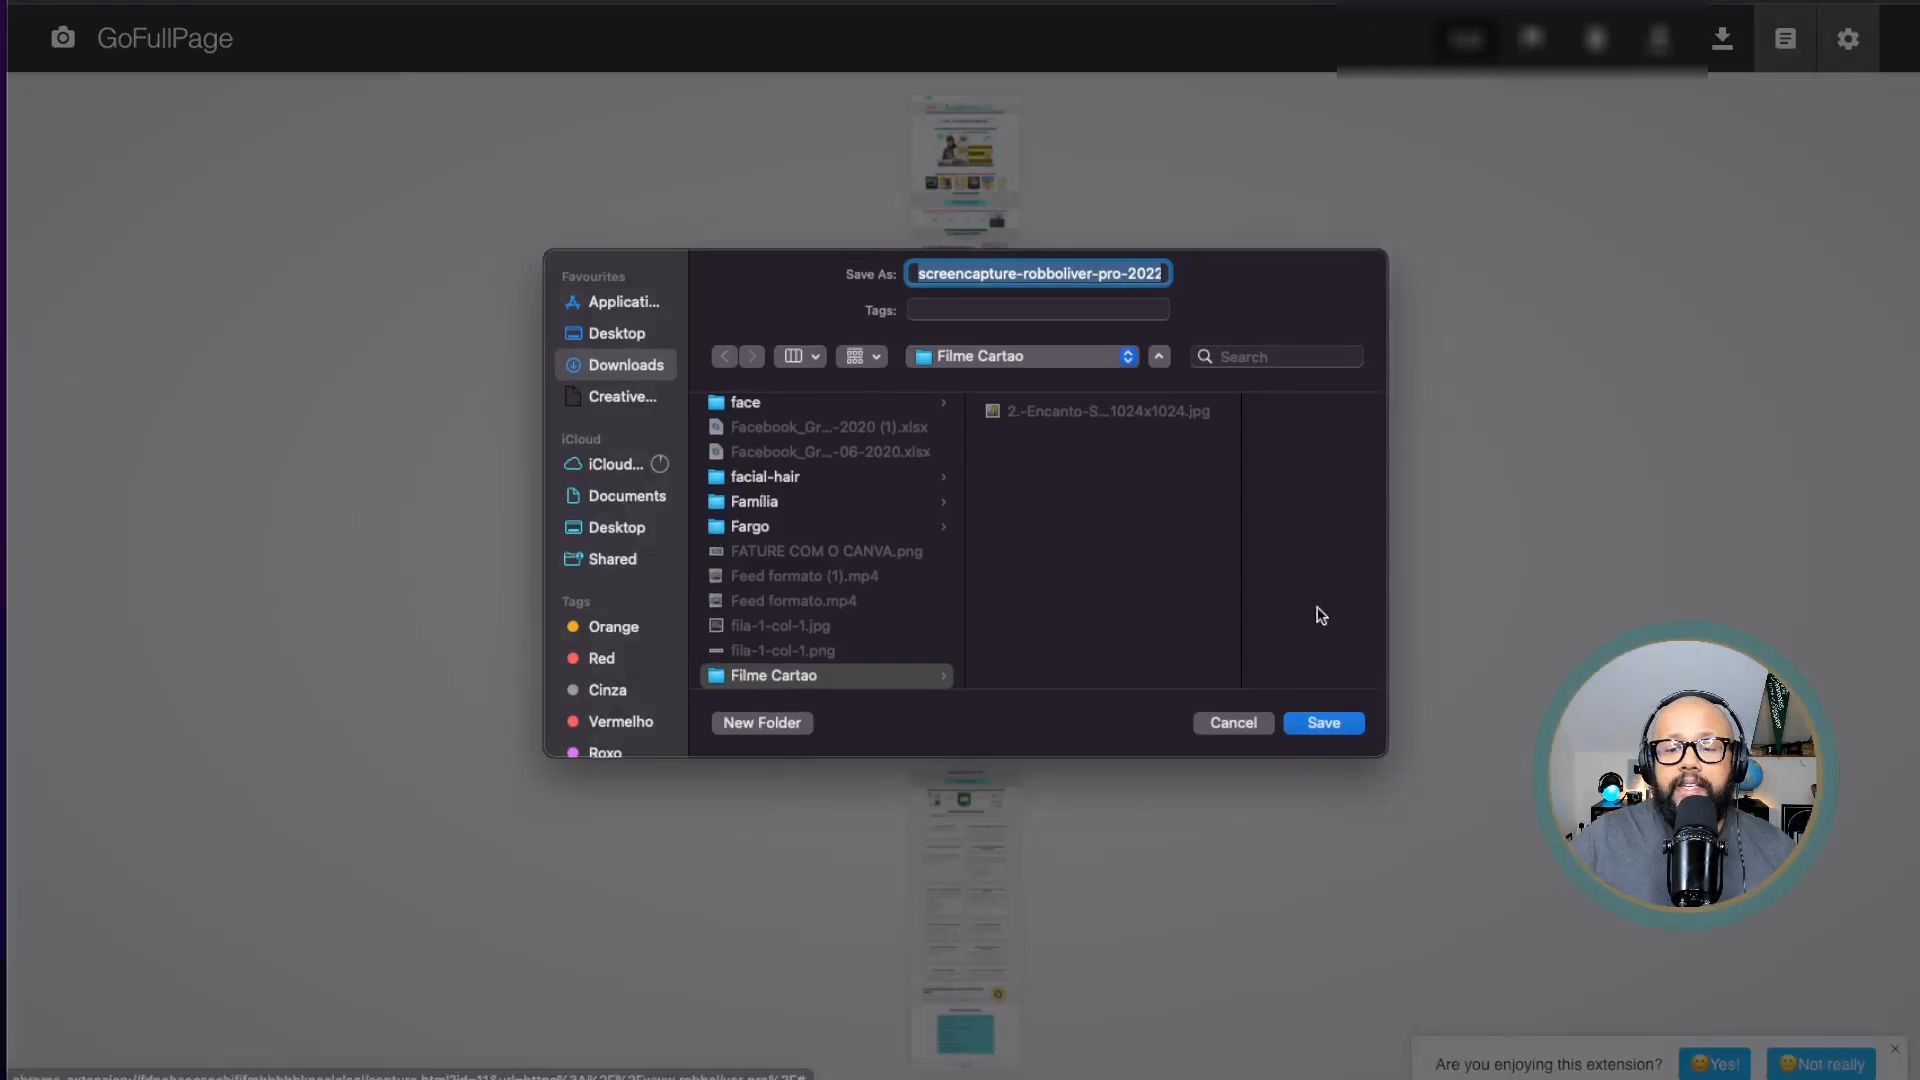 GoFullPage
Favourites
Applicati...
Desktop
Downloads
Creative...
iCloud
iCloud...
Documents
Desktop
Shared
Tags
Orange
Red
Cinza
Vermelho
Roxo
Save As: screencapture-robboliver-pro-2022
Tags:
Filme Cartao
Search
face
Facebook_Gr...-2020 (1).xlsx
Facebook_Gr...-06-2020.xlsx
facial-hair
Família
Fargo
FATURE COM O CANVA.png
Feed formato (1).mp4
Feed formato.mp4
fila-1-col-1.jpg
fila-1-col-1.png
Filme Cartao
2.-Encanto-S...1024x1024.jpg
New Folder
Cancel
Save
Are you enjoying this extension?
Yes!
Not really